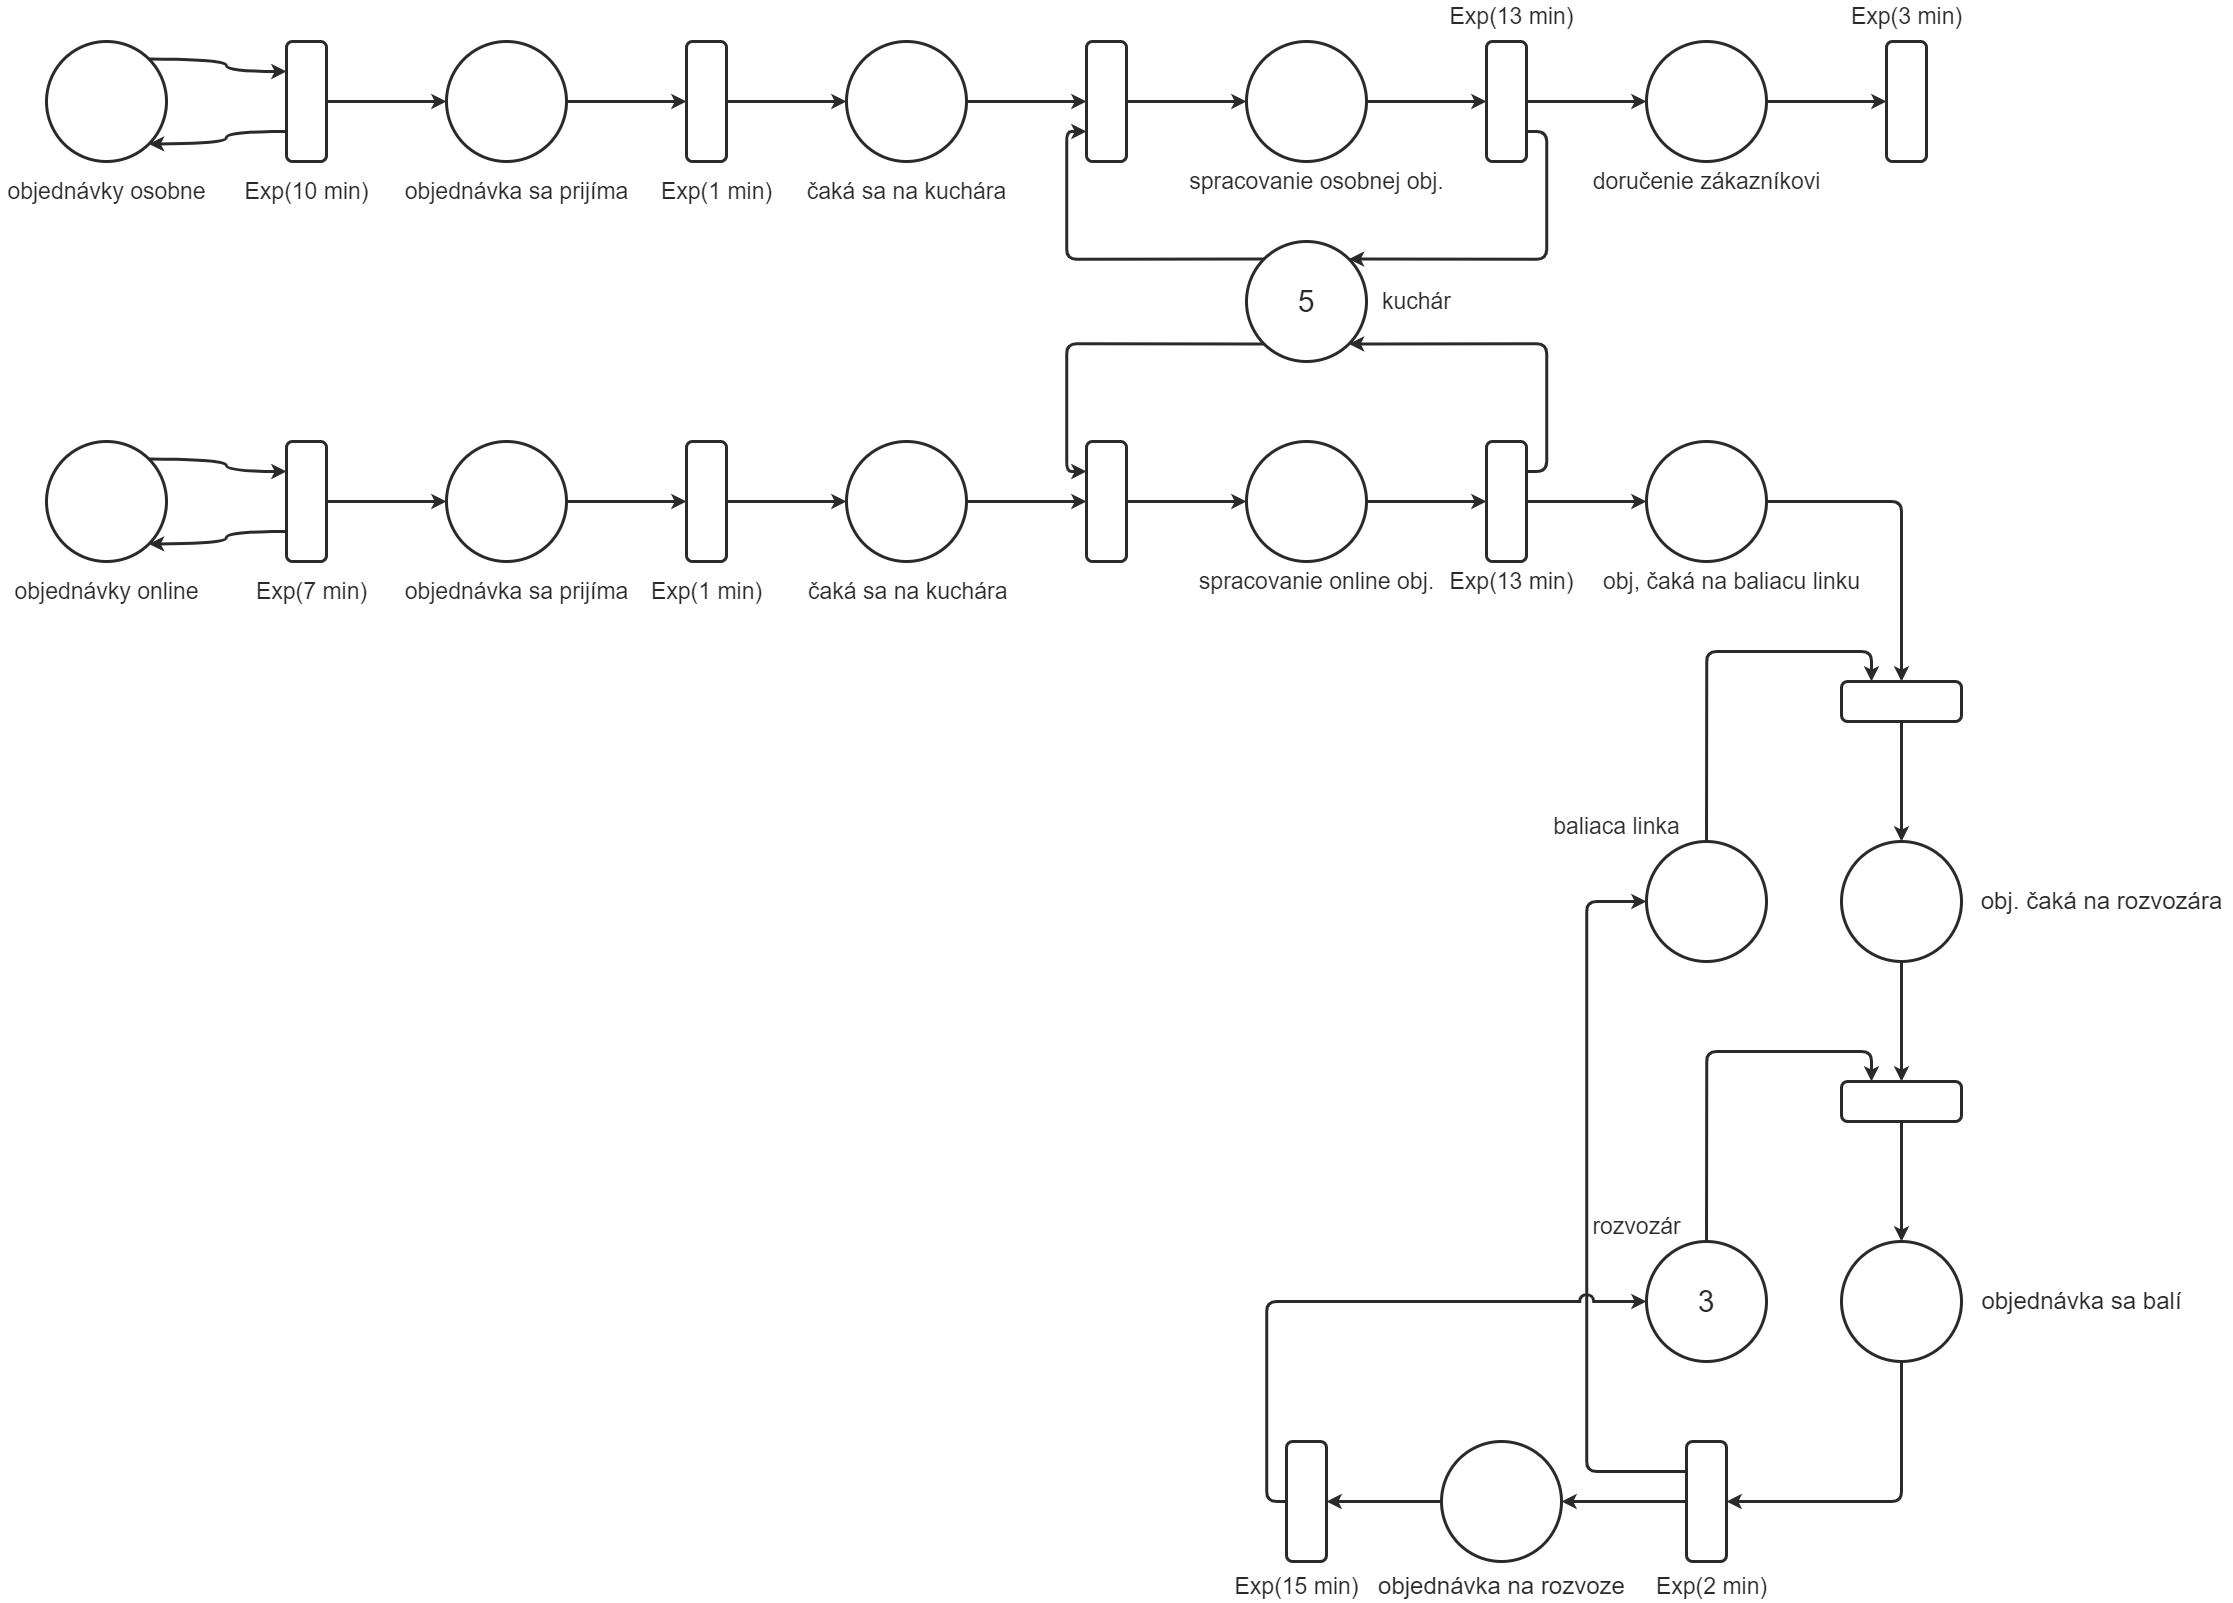 Exp(13 min)
Exp(3 min)
objednávky osobne
Exp(10 min)
objednávka sa prijíma
Exp(1 min)
čaká sa na kuchára
spracovanie osobnej obj.
doručenie zákazníkovi
5
kuchár
objednávky online
Exp(7 min)
objednávka sa prijíma
Exp(1 min)
čaká sa na kuchára
spracovanie online obj.
Exp(13 min)
obj, čaká na baliacu linku
baliaca linka
obj. čaká na rozvozára
rozvozár
3
objednávka sa balí
Exp(15 min)
objednávka na rozvoze
Exp(2 min)